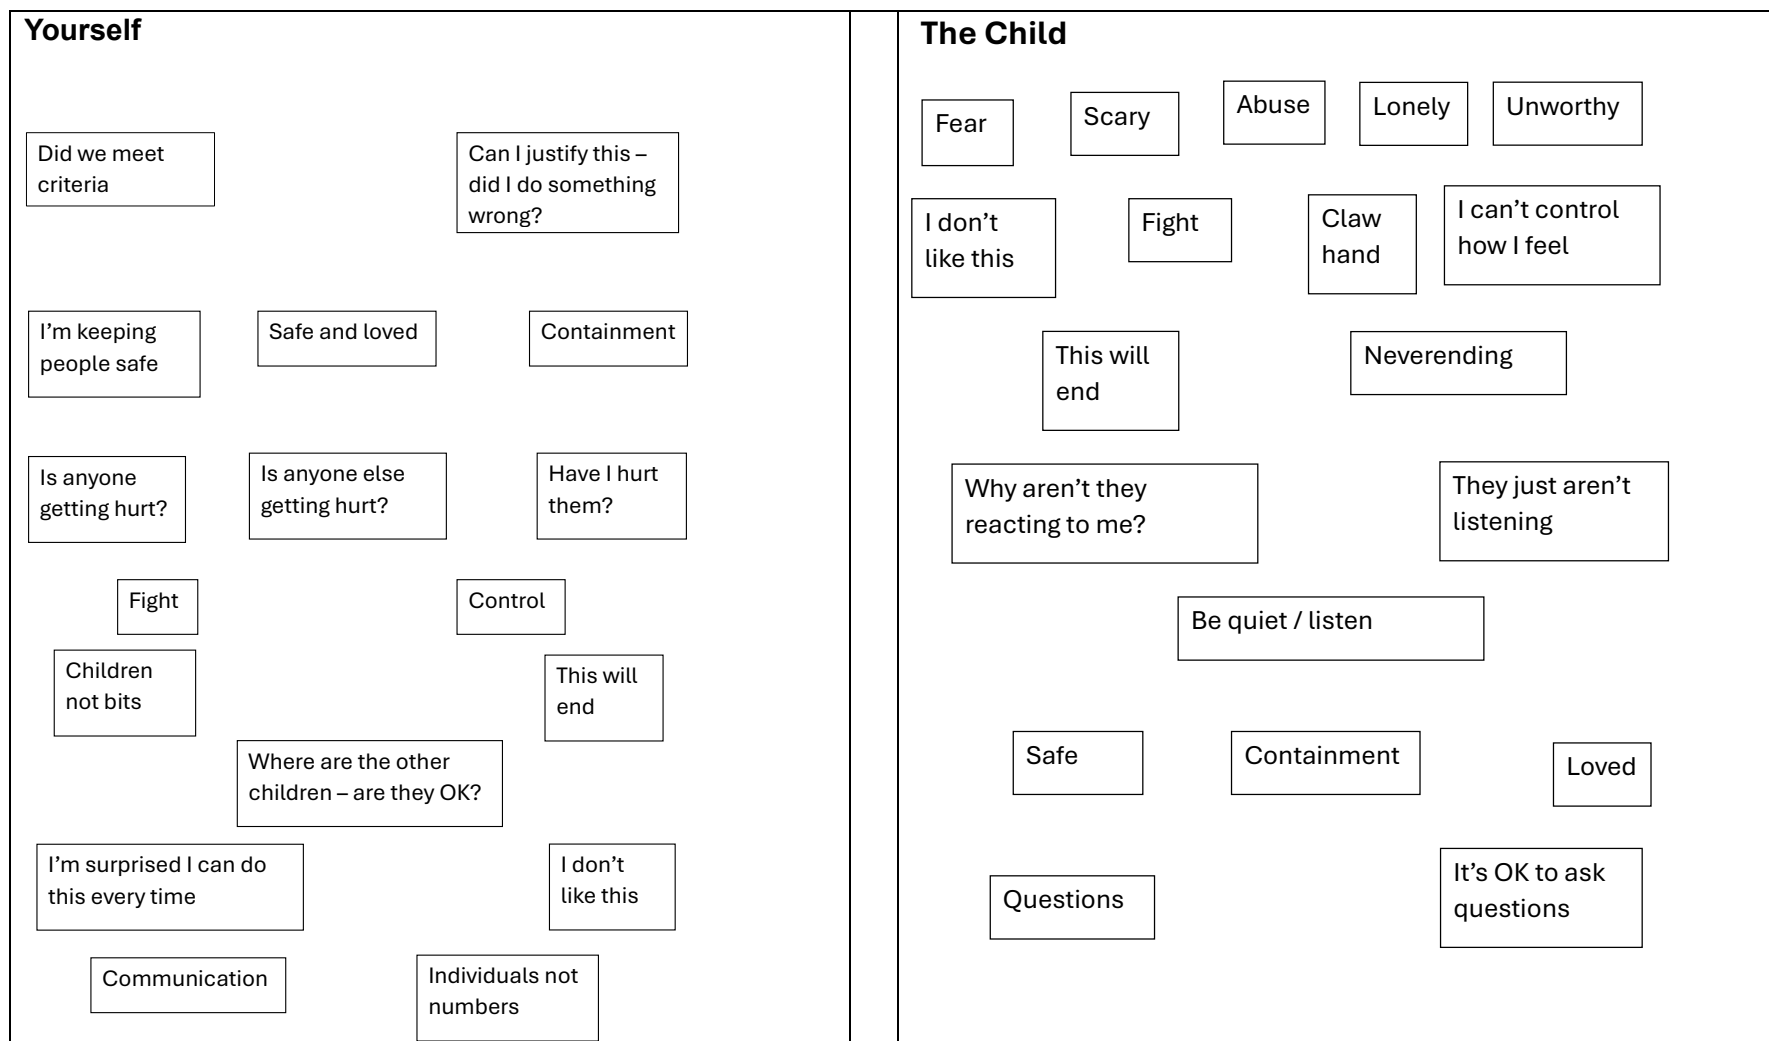 Yourself
Did we meet
criteria
Can I justify this –
did I do something
wrong?
I'm keeping
people safe
Safe and loved
Containment
Is anyone
getting hurt?
Is anyone else
getting hurt?
Have I hurt
them?
Fight
Control
Children
not bits
This will
end
Where are the other
children – are they OK?
I'm surprised I can do
this every time
I don't
like this
Communication
Individuals not
numbers
The Child
Fear
Scary
Abuse
Lonely
Unworthy
I don't
like this
Fight
Claw
hand
I can't control
how I feel
This will
end
Neverending
Why aren't they
reacting to me?
They just aren't
listening
Be quiet / listen
Safe
Containment
Loved
Questions
It's OK to ask
questions